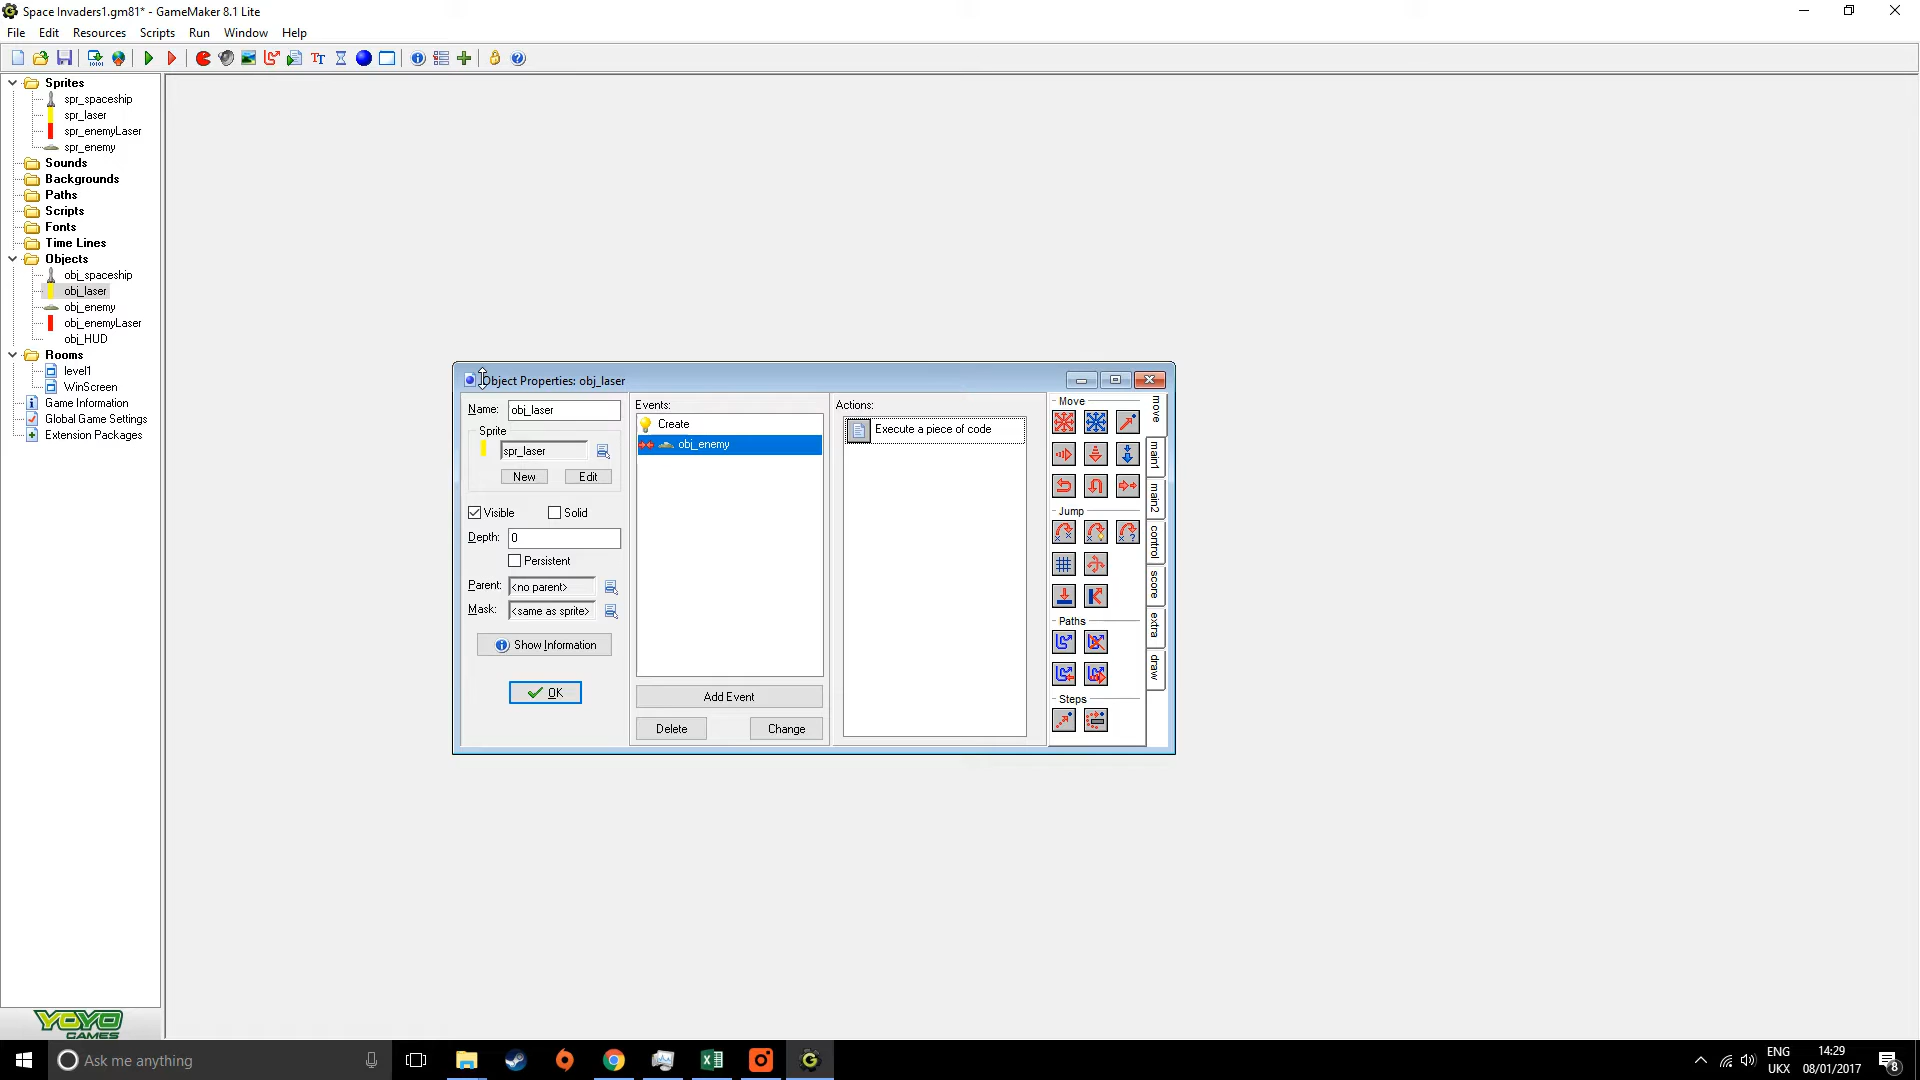 Space Invaders1.gm81* - GameMaker 8.1 Lite
File Edit Resources Scripts Run Window Help
Sprites
spr_spaceship
spr_laser
spr_enemyLaser
spr_enemy
Sounds
Backgrounds
Paths
Scripts
Fonts
Time Lines
Objects
obj_spaceship
obj_laser
obj_enemy
obj_enemyLaser
obj_HUD
Rooms
level1
WinScreen
Game Information
Global Game Settings
Extension Packages
YOYO
GAMES
Object Properties: obj_laser
Name: obj_laser
Sprite
spr_laser
New Edit
Visible Solid
Depth: 0
Persistent
Parent: <no parent>
Mask: <same as sprite>
Show Information
OK
Events:
Create
obj_enemy
Add Event
Delete Change
Actions:
Execute a piece of code
Move
Jump
Paths
Steps
move
main1
main2
control
score
extra
draw
Ask me anything
ENG
UKX
14:29
08/01/2017
8